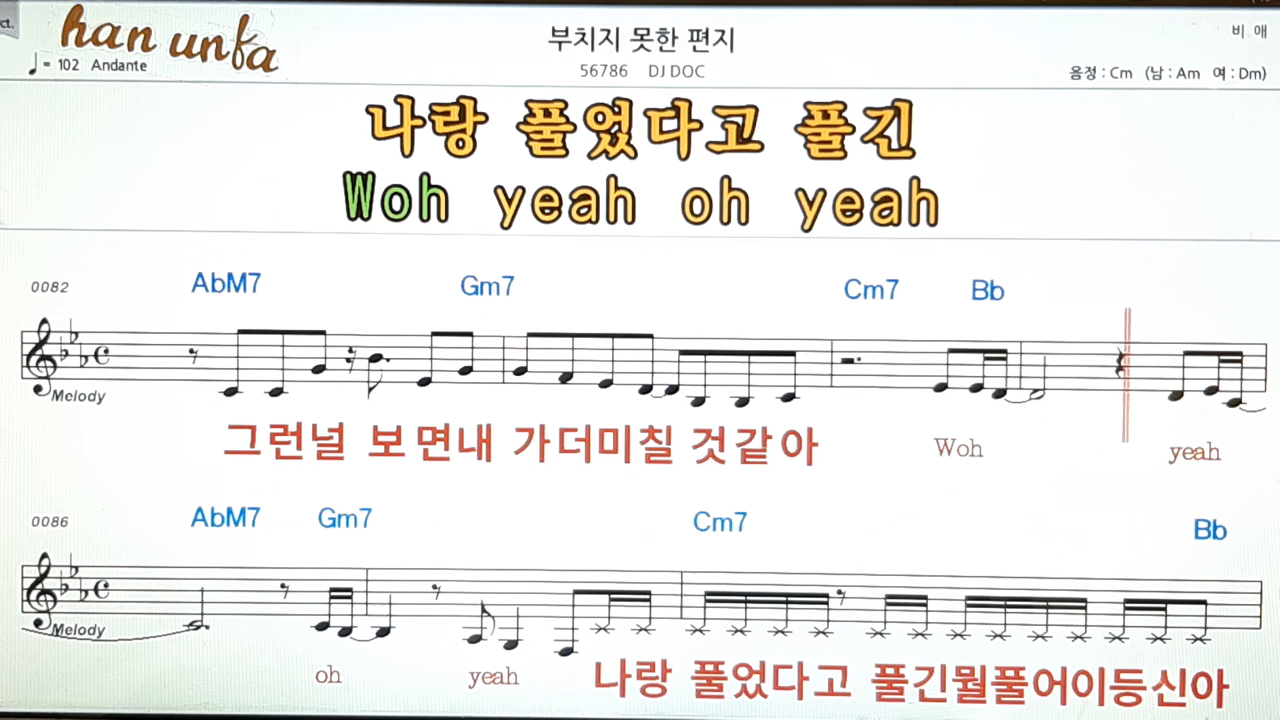 ct.
han unfa
부치지 못한 편지
비 애
♩= 102 Andante
56786 DJ DOC
음정 : Cm (남 : Am 여 : Dm)
나랑 풀었다고 풀긴
Woh yeah oh yeah
0082 AbM7 Gm7 Cm7 Bb
Melody
그런널 보면내 가더미칠 것같아 Woh yeah
0086 AbM7 Gm7 Cm7 Bb
Melody
oh yeah 나랑 풀었다고 풀긴뭘풀어이등신아